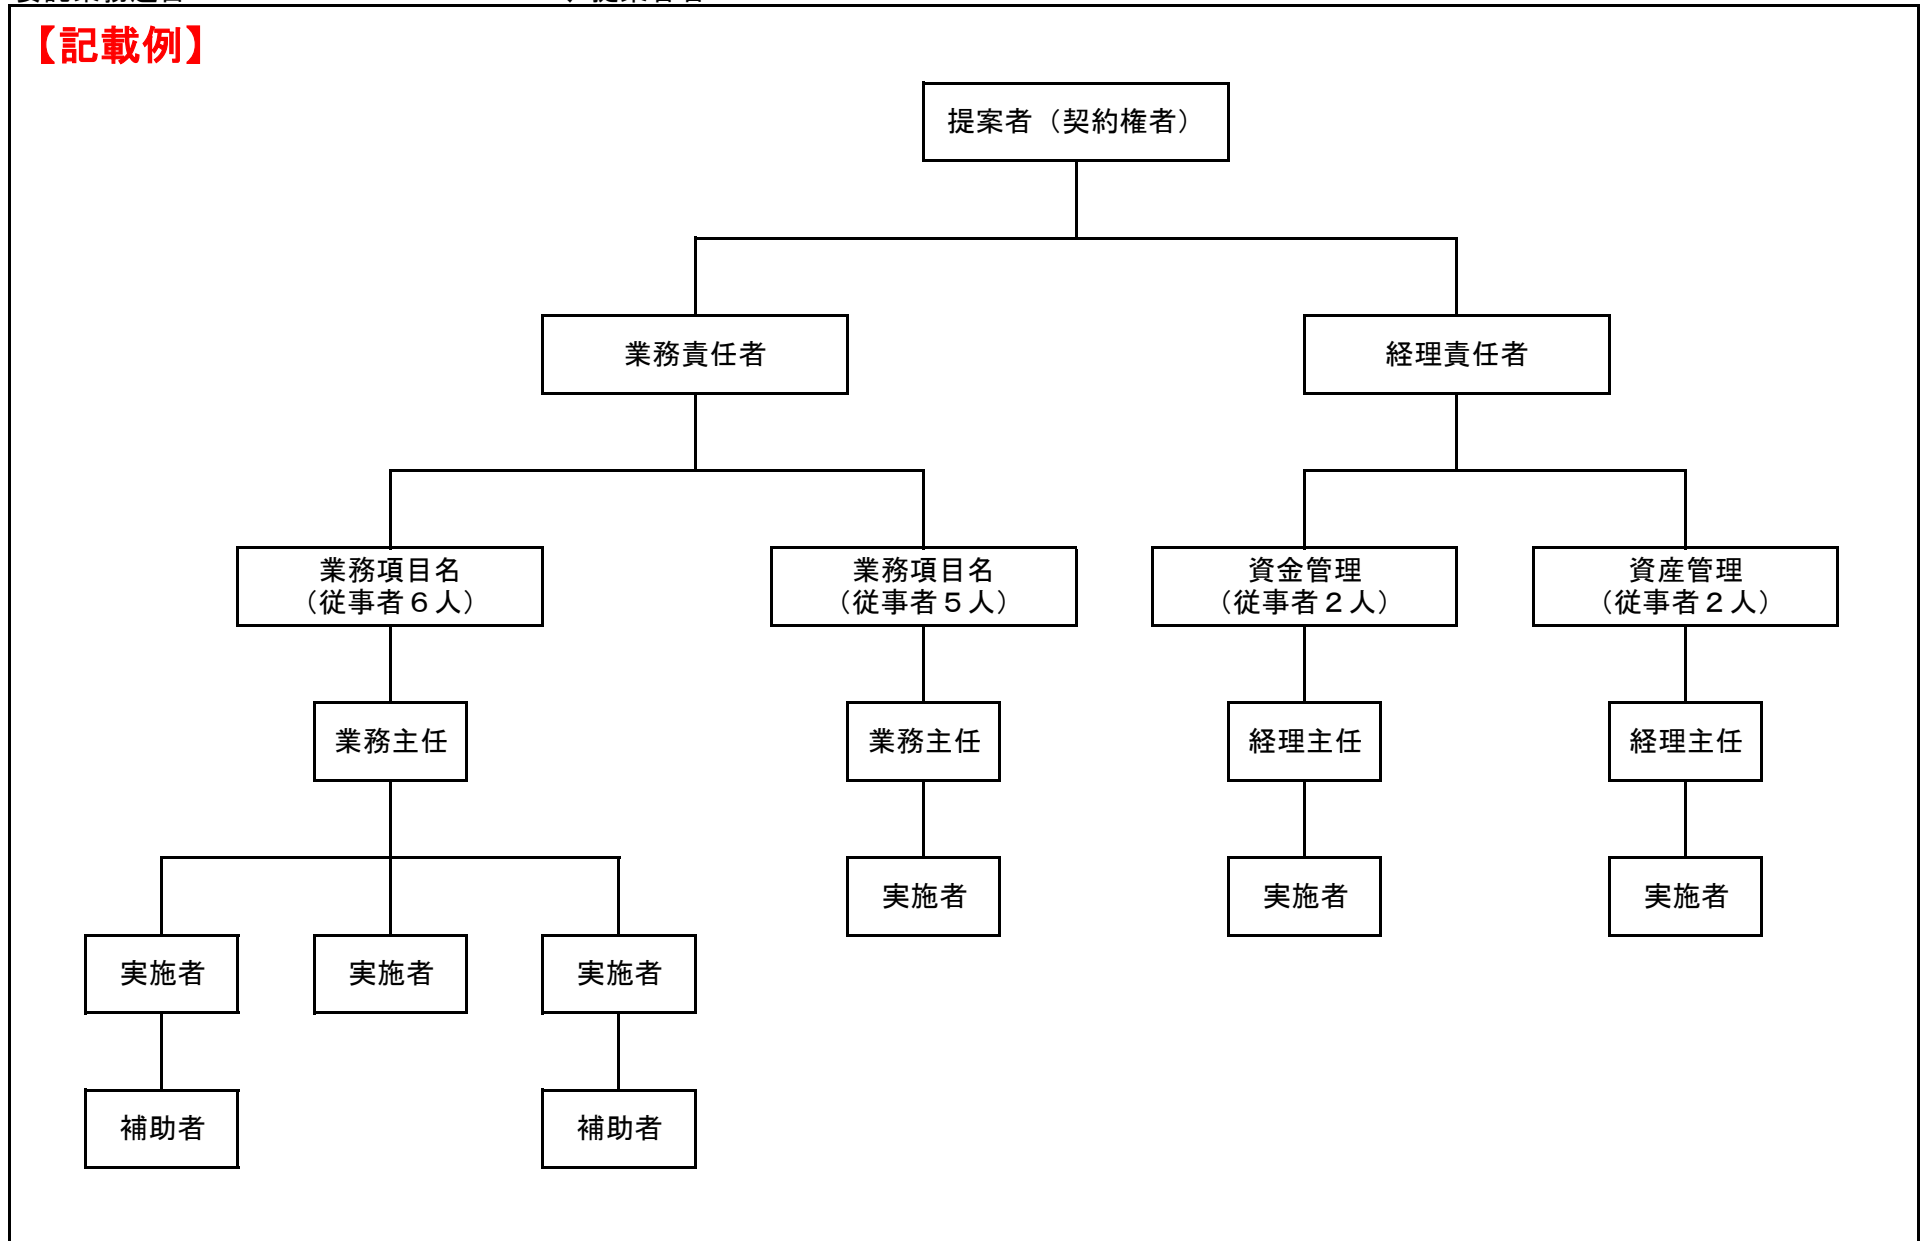 【記載例】
提案者（契約権者）
業務責任者
経理責任者
業務項目名
（従事者６人）
業務項目名
（従事者５人）
資金管理
（従事者２人）
資産管理
（従事者２人）
業務主任
業務主任
経理主任
経理主任
実施者
実施者
実施者
実施者
実施者
実施者
補助者
補助者